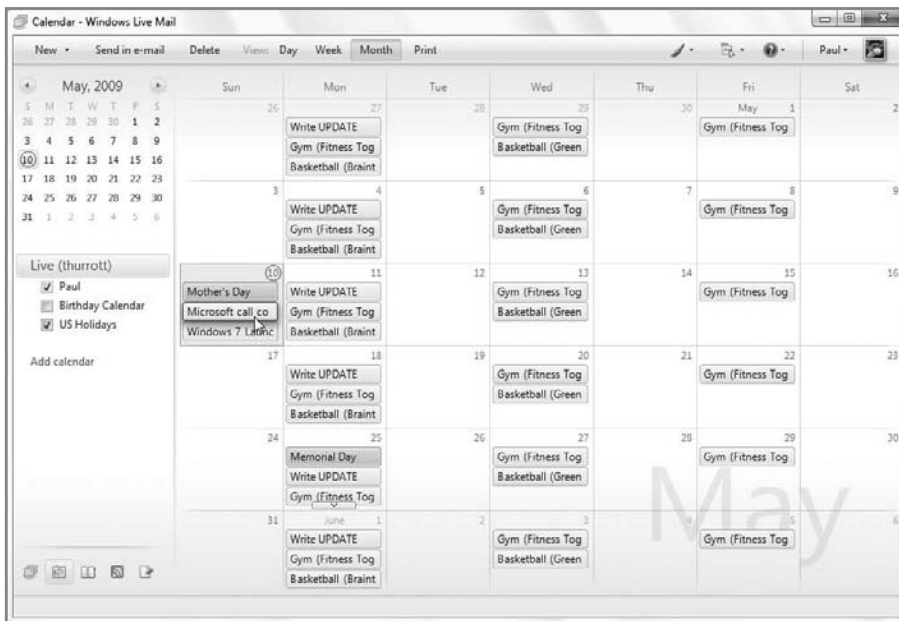 Calendar - Windows Live Mail
New Send in e-mail Delete View: Day Week Month Print Paul
May, 2009
S M T W T F S
26 27 28 29 30 1 2
3 4 5 6 7 8 9
10 11 12 13 14 15 16
17 18 19 20 21 22 23
24 25 26 27 28 29 30
31 1 2 3 4 5 6
Live (thurrott)
Paul
Birthday Calendar
US Holidays
Add calendar
Sun Mon Tue Wed Thu Fri Sat
26 27 28 29 30 May 1 2
Write UPDATE Gym (Fitness Tog Gym (Fitness Tog
Gym (Fitness Tog Basketball (Green
Basketball (Braint
3 4 5 6 7 8 9
Write UPDATE Gym (Fitness Tog Gym (Fitness Tog
Gym (Fitness Tog Basketball (Green
Basketball (Braint
10 11 12 13 14 15 16
Mother's Day Write UPDATE Gym (Fitness Tog Gym (Fitness Tog
Microsoft call co Gym (Fitness Tog Basketball (Green
Windows 7 Launc Basketball (Braint
17 18 19 20 21 22 23
Write UPDATE Gym (Fitness Tog Gym (Fitness Tog
Gym (Fitness Tog Basketball (Green
Basketball (Braint
24 25 26 27 28 29 30
Memorial Day Gym (Fitness Tog Gym (Fitness Tog
Write UPDATE Basketball (Green
Gym (Fitness Tog
31 June 1 2 3 4 5 6
Write UPDATE Gym (Fitness Tog Gym (Fitness Tog
Gym (Fitness Tog Basketball (Green
Basketball (Braint
May